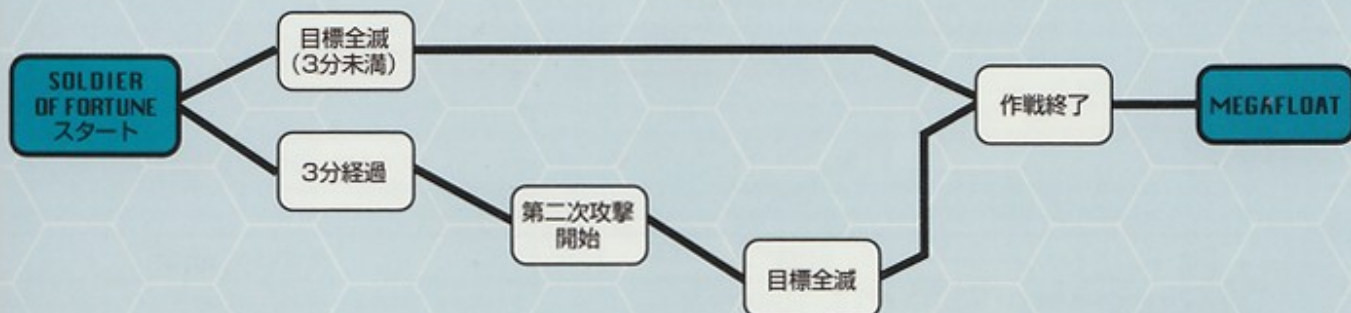 SOLDIER
OF FORTUNE
スタート
目標全滅
(3分未満)
3分経過
第二次攻撃
開始
目標全滅
作戦終了
MEGAFLOAT